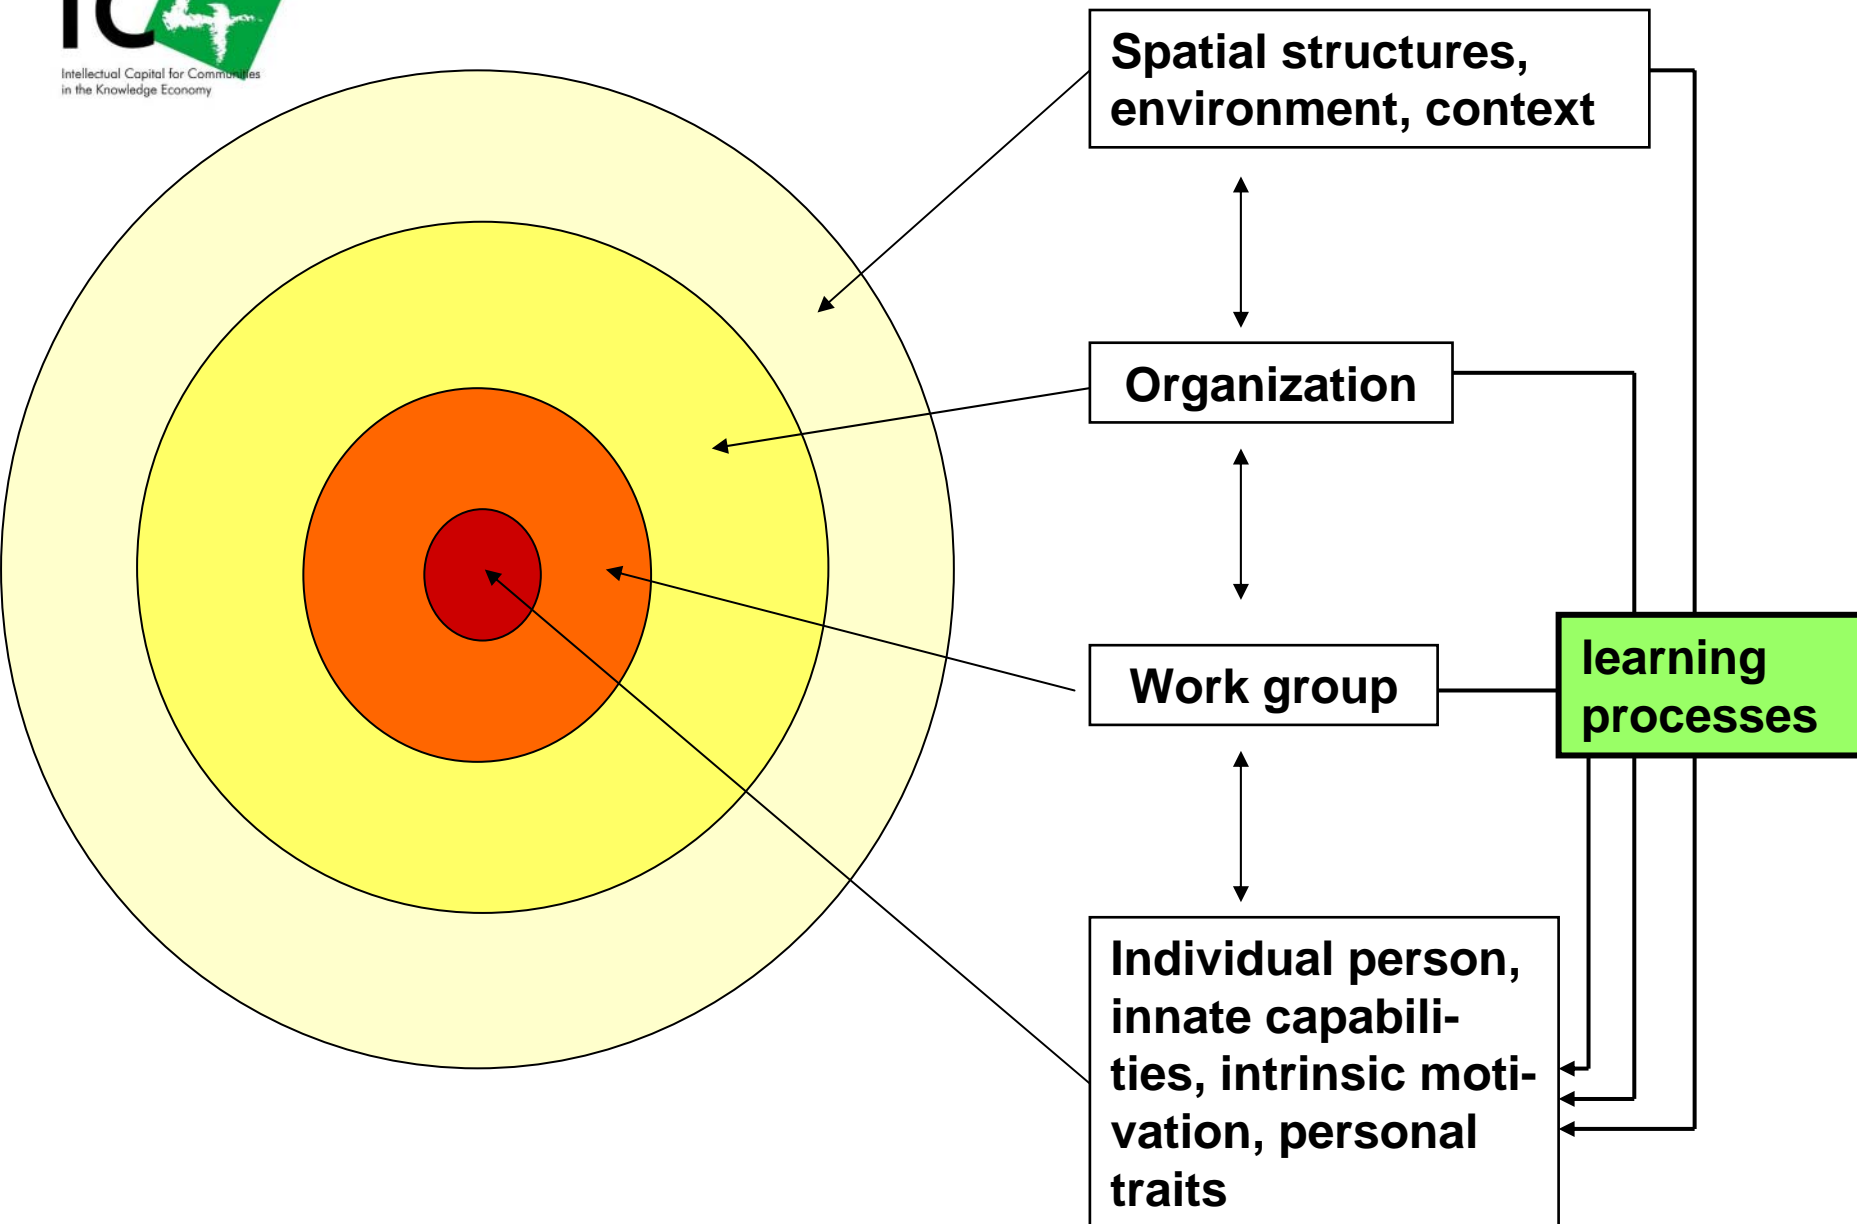 IC4
Intellectual Capital for Communities
in the Knowledge Economy
Spatial structures,
environment, context
Organization
Work group
learning
processes
Individual person,
innate capabili-
ties, intrinsic moti-
vation, personal
traits